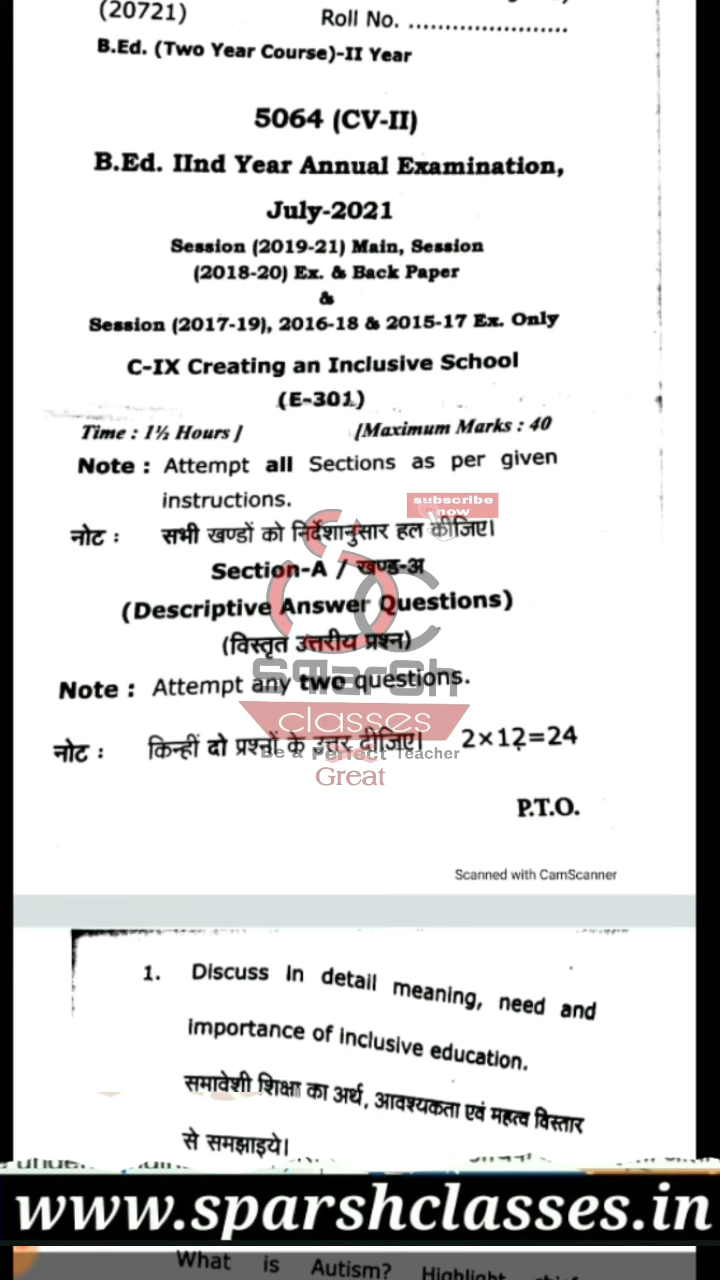 (20721)
Roll No. ........................
B.Ed. (Two Year Course)-II Year
5064 (CV-II)
B.Ed. IInd Year Annual Examination,
July-2021
Session (2019-21) Main, Session
(2018-20) Ex. & Back Paper
&
Session (2017-19), 2016-18 & 2015-17 Ex. Only
C-IX Creating an Inclusive School
(E-301)
Time : 1½ Hours ] [Maximum Marks : 40
Note : Attempt all Sections as per given
instructions.
subscribe
now
नोट : सभी खण्डों को निर्देशानुसार हल कीजिए।
Section-A / खण्ड-अ
(Descriptive Answer Questions)
(विस्तृत उत्तरीय प्रश्न)
Sparsh
Note : Attempt any two questions.
classes
नोट : किन्हीं दो प्रश्नों के उत्तर दीजिए। 2×12=24
Be a Perfect Teacher
Great
P.T.O.
Scanned with CamScanner
1. Discuss in detail meaning, need and
importance of inclusive education.
समावेशी शिक्षा का अर्थ, आवश्यकता एवं महत्व विस्तार
से समझाइये।
www.sparshclasses.in
What is Autism? Highlight